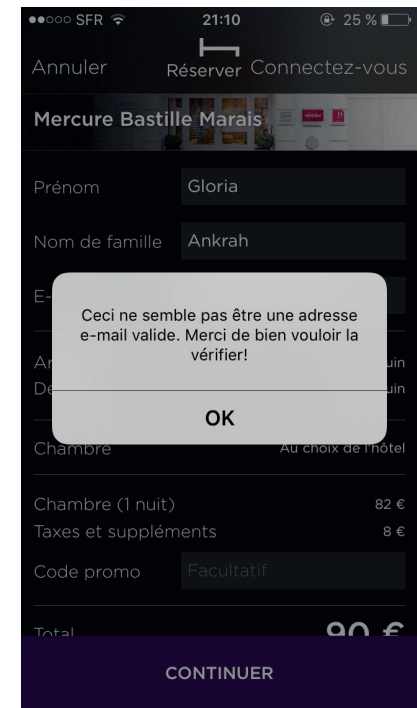 SFR 21:10 25 %
Annuler Réserver Connectez-vous
Mercure Bastille Marais
Prénom Gloria
Nom de famille Ankrah
E-
Ceci ne semble pas être une adresse
e-mail valide. Merci de bien vouloir la
vérifier!
Ar uin
De uin
OK
Chambre Au choix de l'hôtel
Chambre (1 nuit) 82 €
Taxes et suppléments 8 €
Code promo Facultatif
Total 90 €
CONTINUER